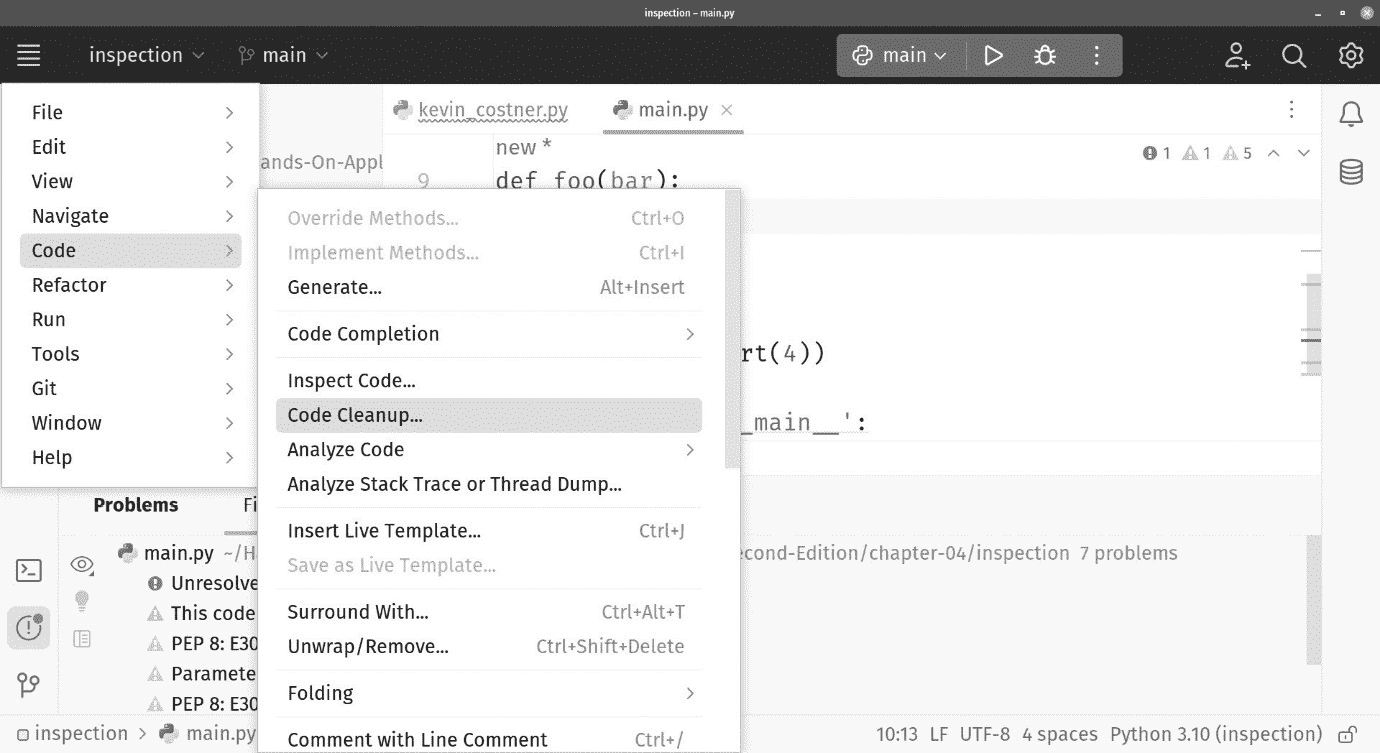 inspection – main.py
inspection main main
File
Edit
View
Navigate
Code
Refactor
Run
Tools
Git
Window
Help
kevin_costner.py main.py
ands-On-Appl
new *
1 1 5
9 def foo(bar):
Override Methods... Ctrl+O
Implement Methods... Ctrl+I
Generate... Alt+Insert
Code Completion
Inspect Code...
Code Cleanup...
Analyze Code
Analyze Stack Trace or Thread Dump...
Insert Live Template... Ctrl+J
Save as Live Template...
Surround With... Ctrl+Alt+T
Unwrap/Remove... Ctrl+Shift+Delete
Folding
Comment with Line Comment Ctrl+/
rt(4))
_main__':
Problems Fi
main.py ~/H
econd-Edition/chapter-04/inspection 7 problems
Unresolve
This code
PEP 8: E30
Paramete
PEP 8: E30
inspection main.py
10:13 LF UTF-8 4 spaces Python 3.10 (inspection)